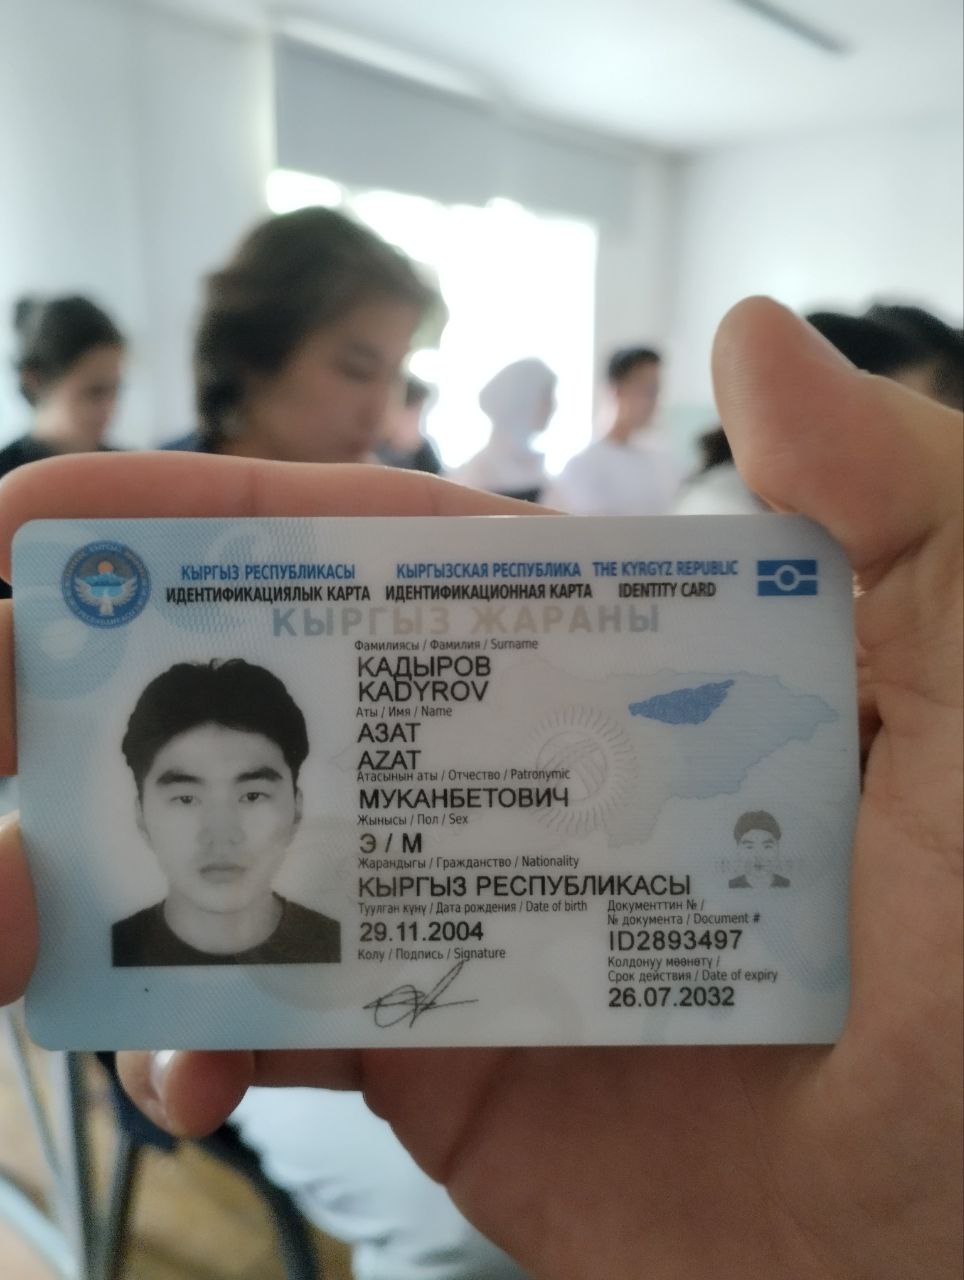 КЫРГЫЗ РЕСПУБЛИКАСЫ КЫРГЫЗСКАЯ РЕСПУБЛИКА THE KYRGYZ REPUBLIC
ИДЕНТИФИКАЦИЯЛЫК КАРТА ИДЕНТИФИКАЦИОННАЯ КАРТА IDENTITY CARD
КЫРГЫЗ ЖАРАНЫ
Фамилиясы / Фамилия / Surname
КАДЫРОВ
KADYROV
Аты / Имя / Name
АЗАТ
AZAT
Атасынын аты / Отчество / Patronymic
МУКАНБЕТОВИЧ
Жынысы / Пол / Sex
Э / М
Жарандыгы / Гражданство / Nationality
КЫРГЫЗ РЕСПУБЛИКАСЫ
Туулган күнү / Дата рождения / Date of birth
29.11.2004
Колу / Подпись / Signature
Документтин № /
№ документа / Document #
ID2893497
Колдонуу мөөнөтү /
Срок действия / Date of expiry
26.07.2032